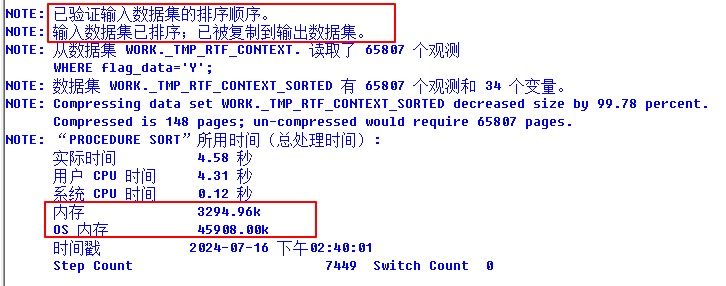 NOTE: 已验证输入数据集的排序顺序。
NOTE: 输入数据集已排序；已被复制到输出数据集。
NOTE: 从数据集 WORK._TMP_RTF_CONTEXT. 读取了 65807 个观测
WHERE flag_data='Y';
NOTE: 数据集 WORK._TMP_RTF_CONTEXT_SORTED 有 65807 个观测和 34 个变量。
NOTE: Compressing data set WORK._TMP_RTF_CONTEXT_SORTED decreased size by 99.78 percent.
Compressed is 148 pages; un-compressed would require 65807 pages.
NOTE: “PROCEDURE SORT”所用时间（总处理时间）:
实际时间 4.58 秒
用户 CPU 时间 4.31 秒
系统 CPU 时间 0.12 秒
内存 3294.96k
OS 内存 45908.00k
时间戳 2024-07-16 下午02:40:01
Step Count 7449 Switch Count 0